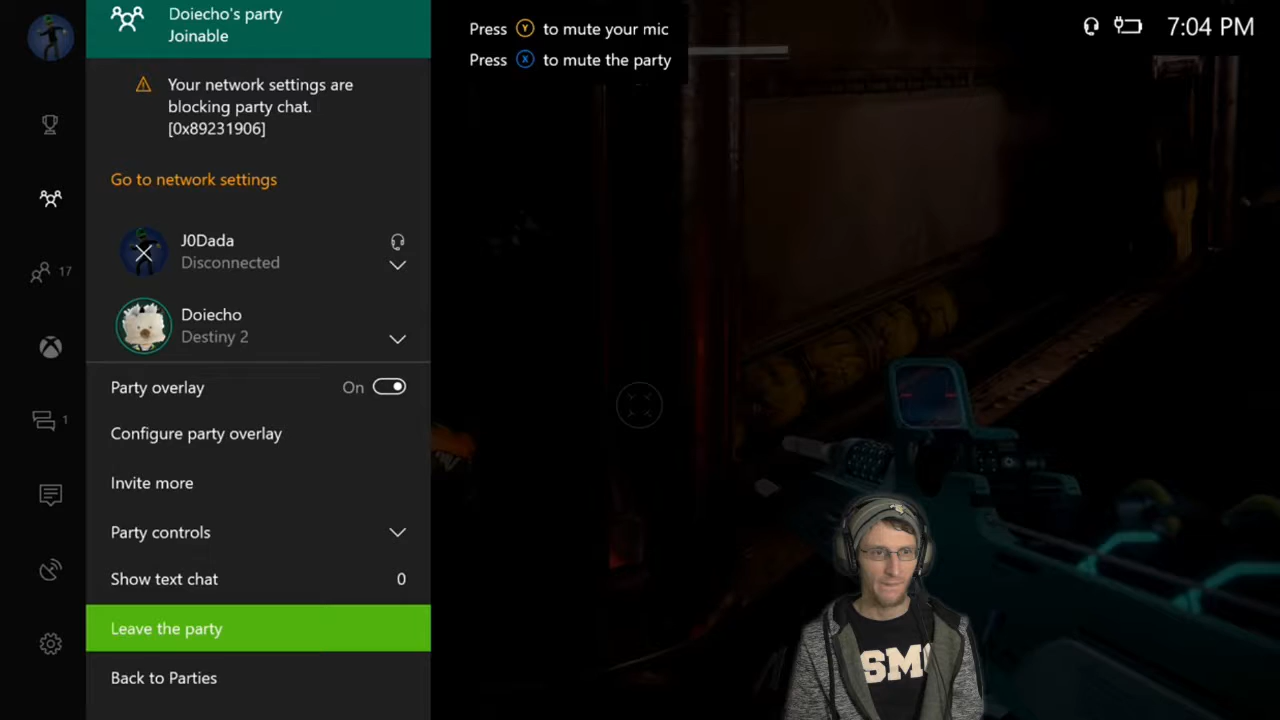 Doiecho's party
Joinable
Your network settings are
blocking party chat.
[0x89231906]
Go to network settings
J0Dada
Disconnected
17
Doiecho
Destiny 2
Party overlay On
Configure party overlay
1
Invite more
Party controls
Show text chat 0
Leave the party
Back to Parties
Press Y to mute your mic
Press X to mute the party
7:04 PM
SMC